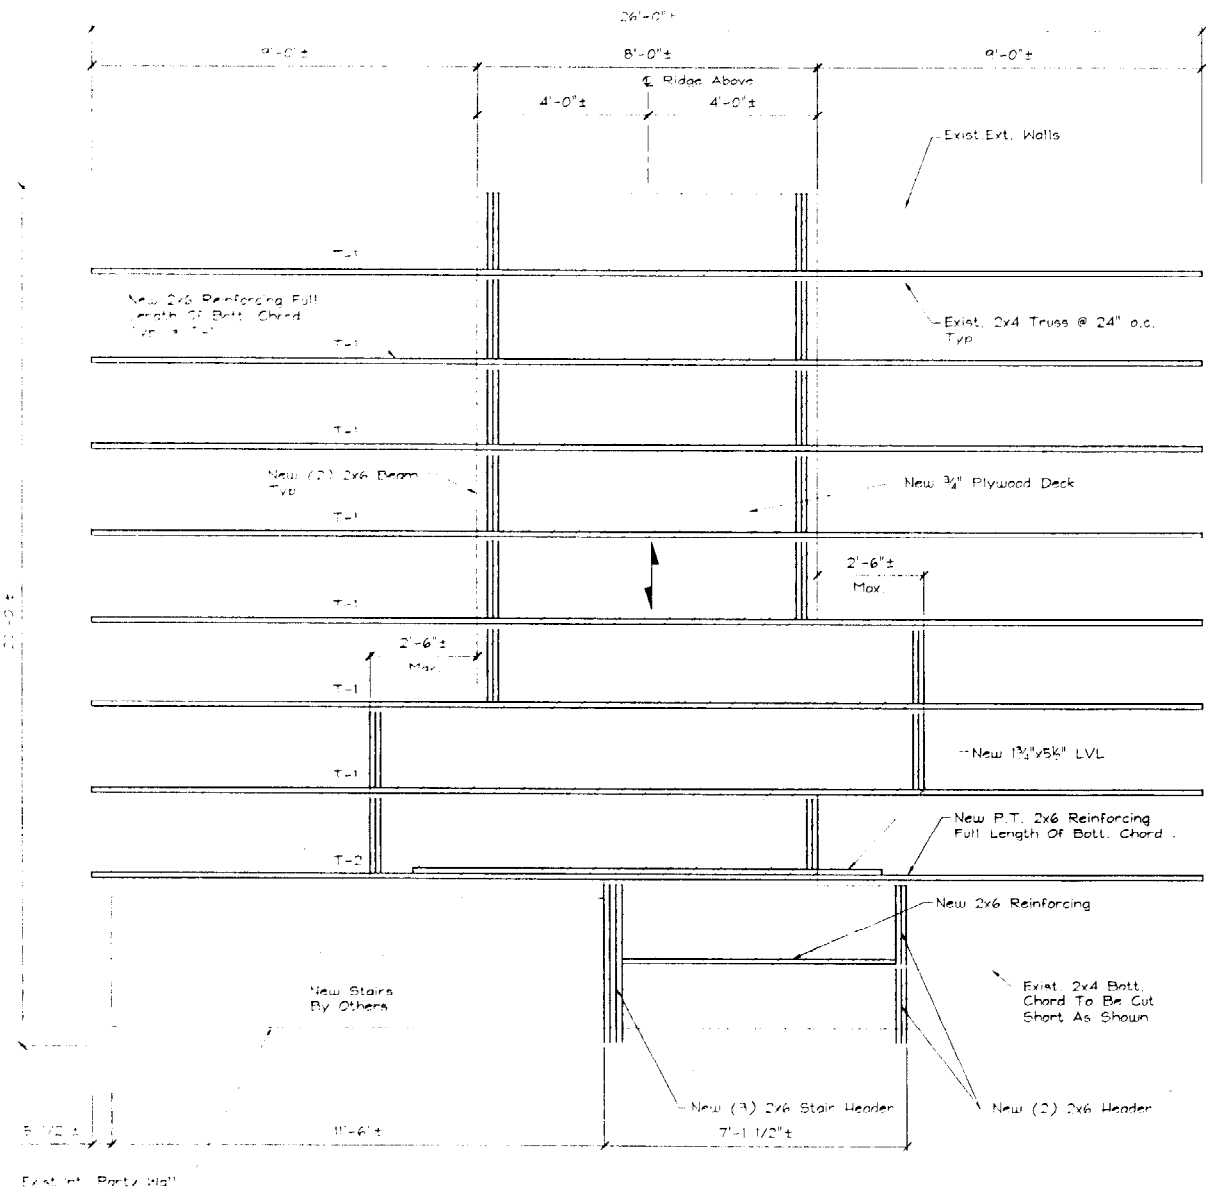 26'-0"±
9'-0"±
8'-0"±
9'-0"±
℄ Ridge Above
4'-0"±
4'-0"±
Exist Ext. Walls
T-1
New 2x6 Reinforcing Full
Length Of Bott. Chord
Exist. 2x4 Truss @ 24" o.c.
Typ
T-1
T-1
New (2) 2x6 Beam
Typ
New ¾" Plywood Deck
T-1
2'-6"±
Max.
T-1
2'-6"±
Max.
T-1
New 1¾"x5½" LVL
T-1
New P.T. 2x6 Reinforcing
Full Length Of Bott. Chord .
T-2
New 2x6 Reinforcing
New Stairs
By Others
Exist. 2x4 Bott.
Chord To Be Cut
Short As Shown
New (3) 2x6 Stair Header
New (2) 2x6 Header
11'-6"±
7'-1 1/2"±
Exist Int. Party Wall